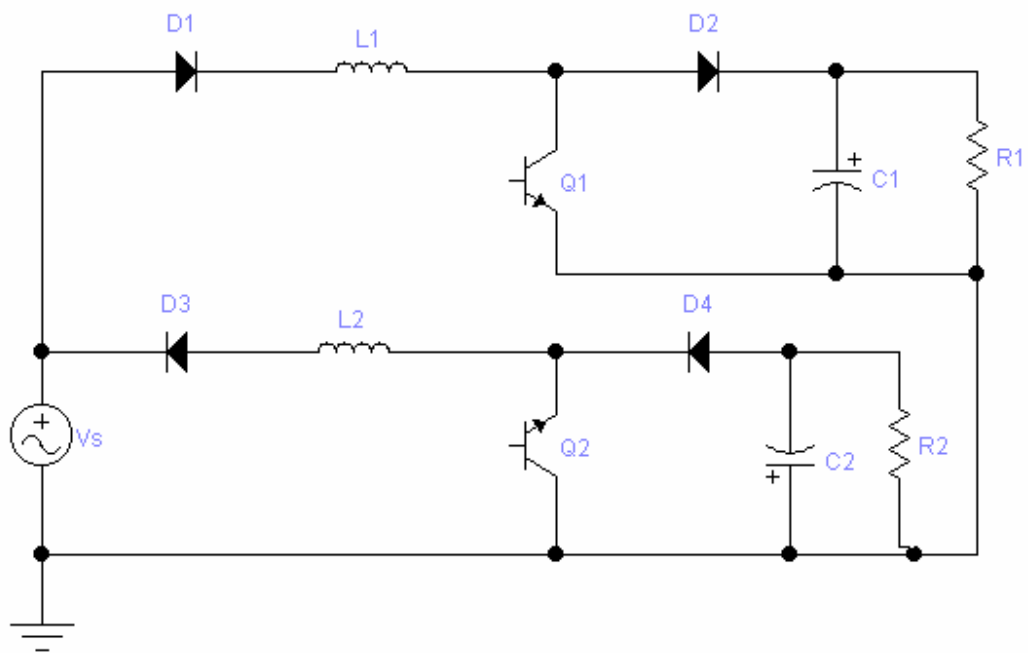 D1
L1
D2
Q1
+
C1
R1
D3
L2
D4
+
Vs
Q2
+
C2
R2